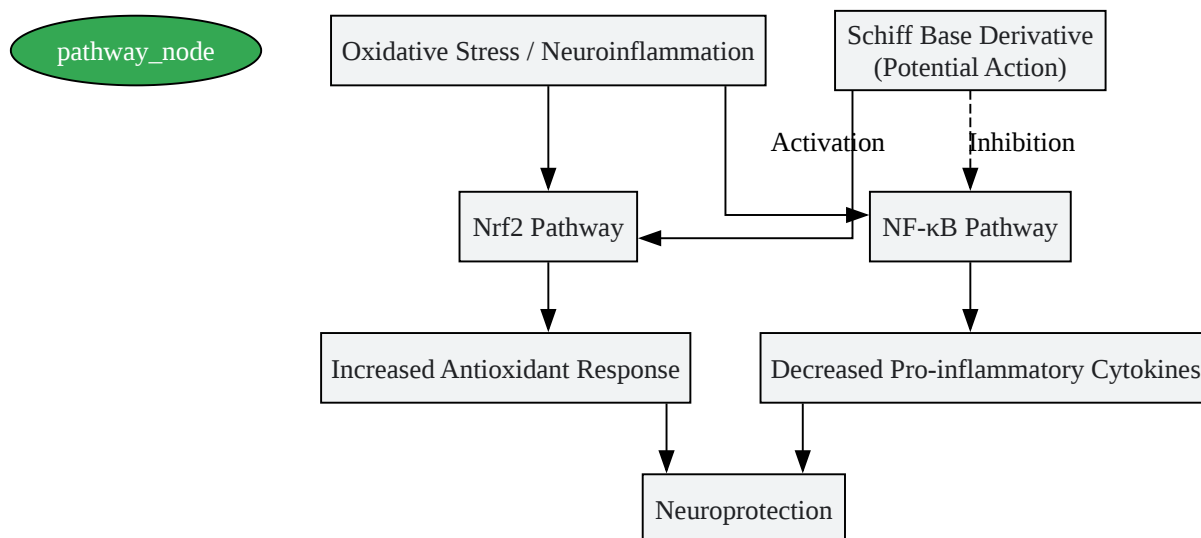 pathway_node
Oxidative Stress / Neuroinflammation
Schiff Base Derivative
(Potential Action)
Activation
Inhibition
Nrf2 Pathway
NF-κB Pathway
Increased Antioxidant Response
Decreased Pro-inflammatory Cytokines
Neuroprotection